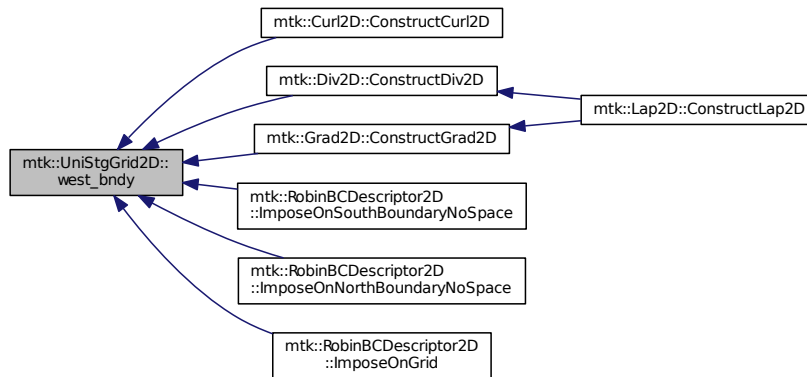 mtk::Curl2D::ConstructCurl2D
mtk::Div2D::ConstructDiv2D
mtk::Lap2D::ConstructLap2D
mtk::Grad2D::ConstructGrad2D
mtk::UniStgGrid2D::
west_bndy
mtk::RobinBCDescriptor2D
::ImposeOnSouthBoundaryNoSpace
mtk::RobinBCDescriptor2D
::ImposeOnNorthBoundaryNoSpace
mtk::RobinBCDescriptor2D
::ImposeOnGrid